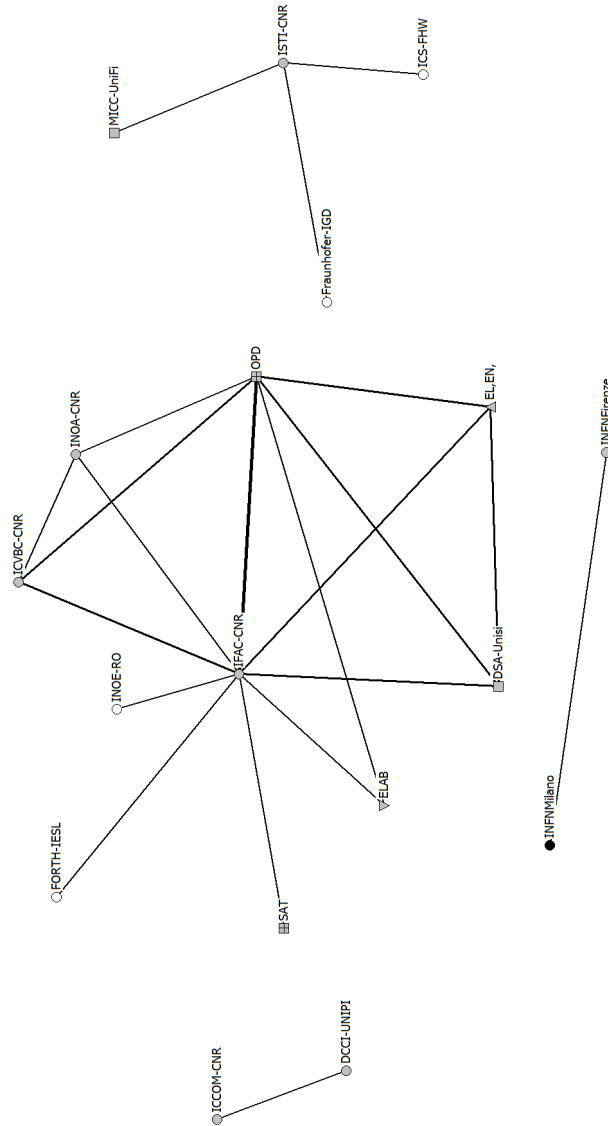 ISTI-CNR
MICC-UniFi
ICS-FHW
Fraunhofer-IGD
OPD
EL,EN,
INOA-CNR
INFNFirenze
ICVBC-CNR
IFAC-CNR
DSA-Unisi
INOE-RO
ELAB
INFNMilano
FORTH-IESL
SAT
DCCI-UNIPI
ICCOM-CNR